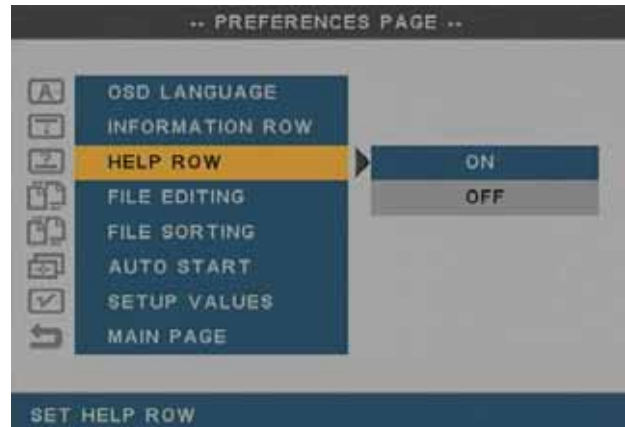 -- PREFERENCES PAGE --
OSD LANGUAGE
INFORMATION ROW
HELP ROW
ON
FILE EDITING
OFF
FILE SORTING
AUTO START
SETUP VALUES
MAIN PAGE
SET HELP ROW